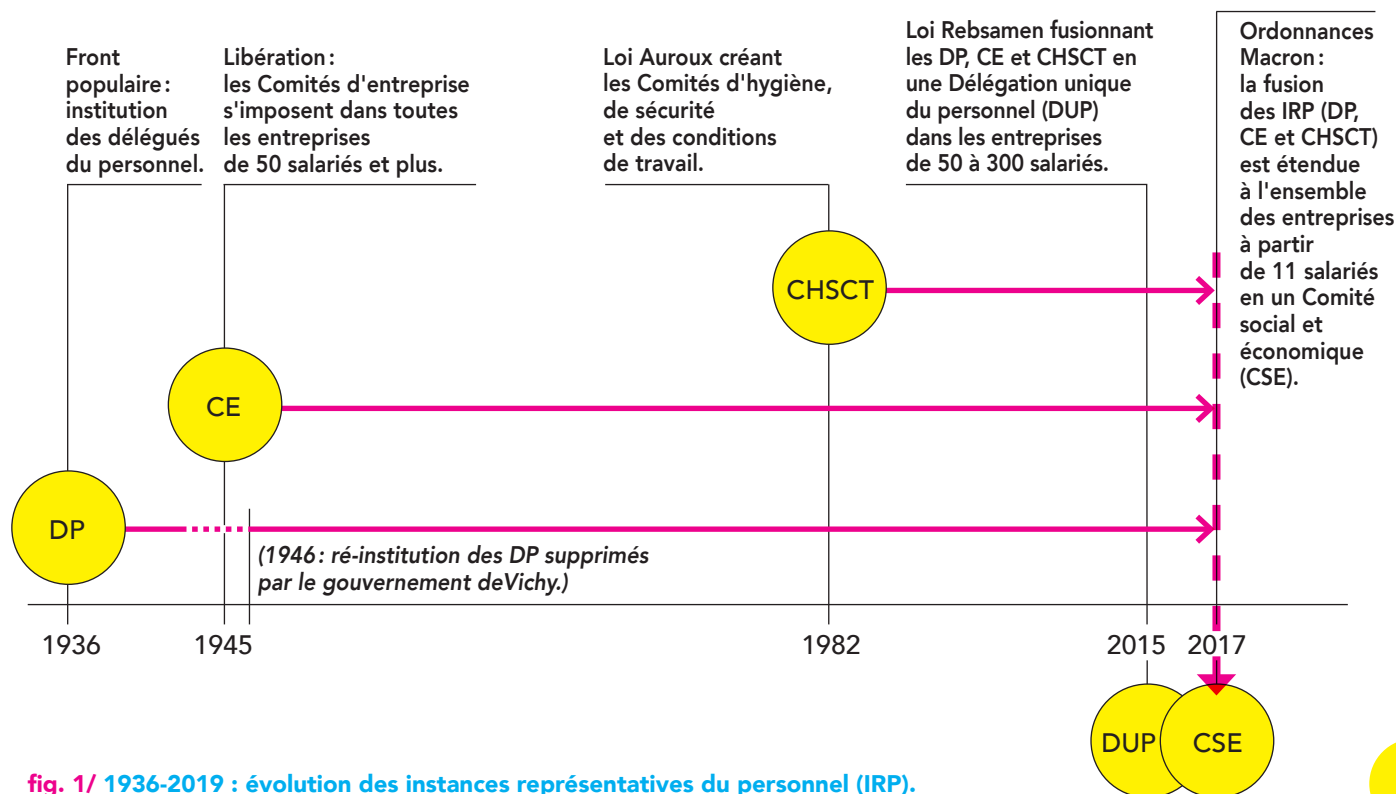 Front
populaire :
institution
des délégués
du personnel.
Libération :
les Comités d'entreprise
s'imposent dans toutes
les entreprises
de 50 salariés et plus.
Loi Auroux créant
les Comités d'hygiène,
de sécurité
et des conditions
de travail.
Loi Rebsamen fusionnant
les DP, CE et CHSCT en
une Délégation unique
du personnel (DUP)
dans les entreprises
de 50 à 300 salariés.
Ordonnances
Macron :
la fusion
des IRP (DP,
CE et CHSCT)
est étendue
à l'ensemble
des entreprises
à partir
de 11 salariés
en un Comité
social et
économique
(CSE).
CHSCT
CE
DP
(1946 : ré-institution des DP supprimés
par le gouvernement deVichy.)
1936
1945
1982
2015
2017
DUP
CSE
fig. 1/ 1936-2019 : évolution des instances représentatives du personnel (IRP).